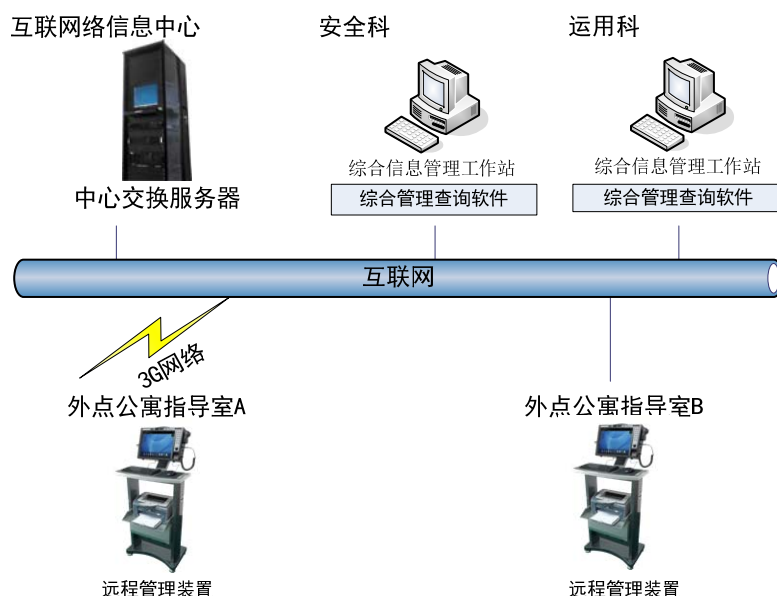 互联网络信息中心
安全科
运用科
综合信息管理工作站
综合信息管理工作站
中心交换服务器
综合管理查询软件
综合管理查询软件
互联网
3G网络
外点公寓指导室A
外点公寓指导室B
远程管理装置
远程管理装置